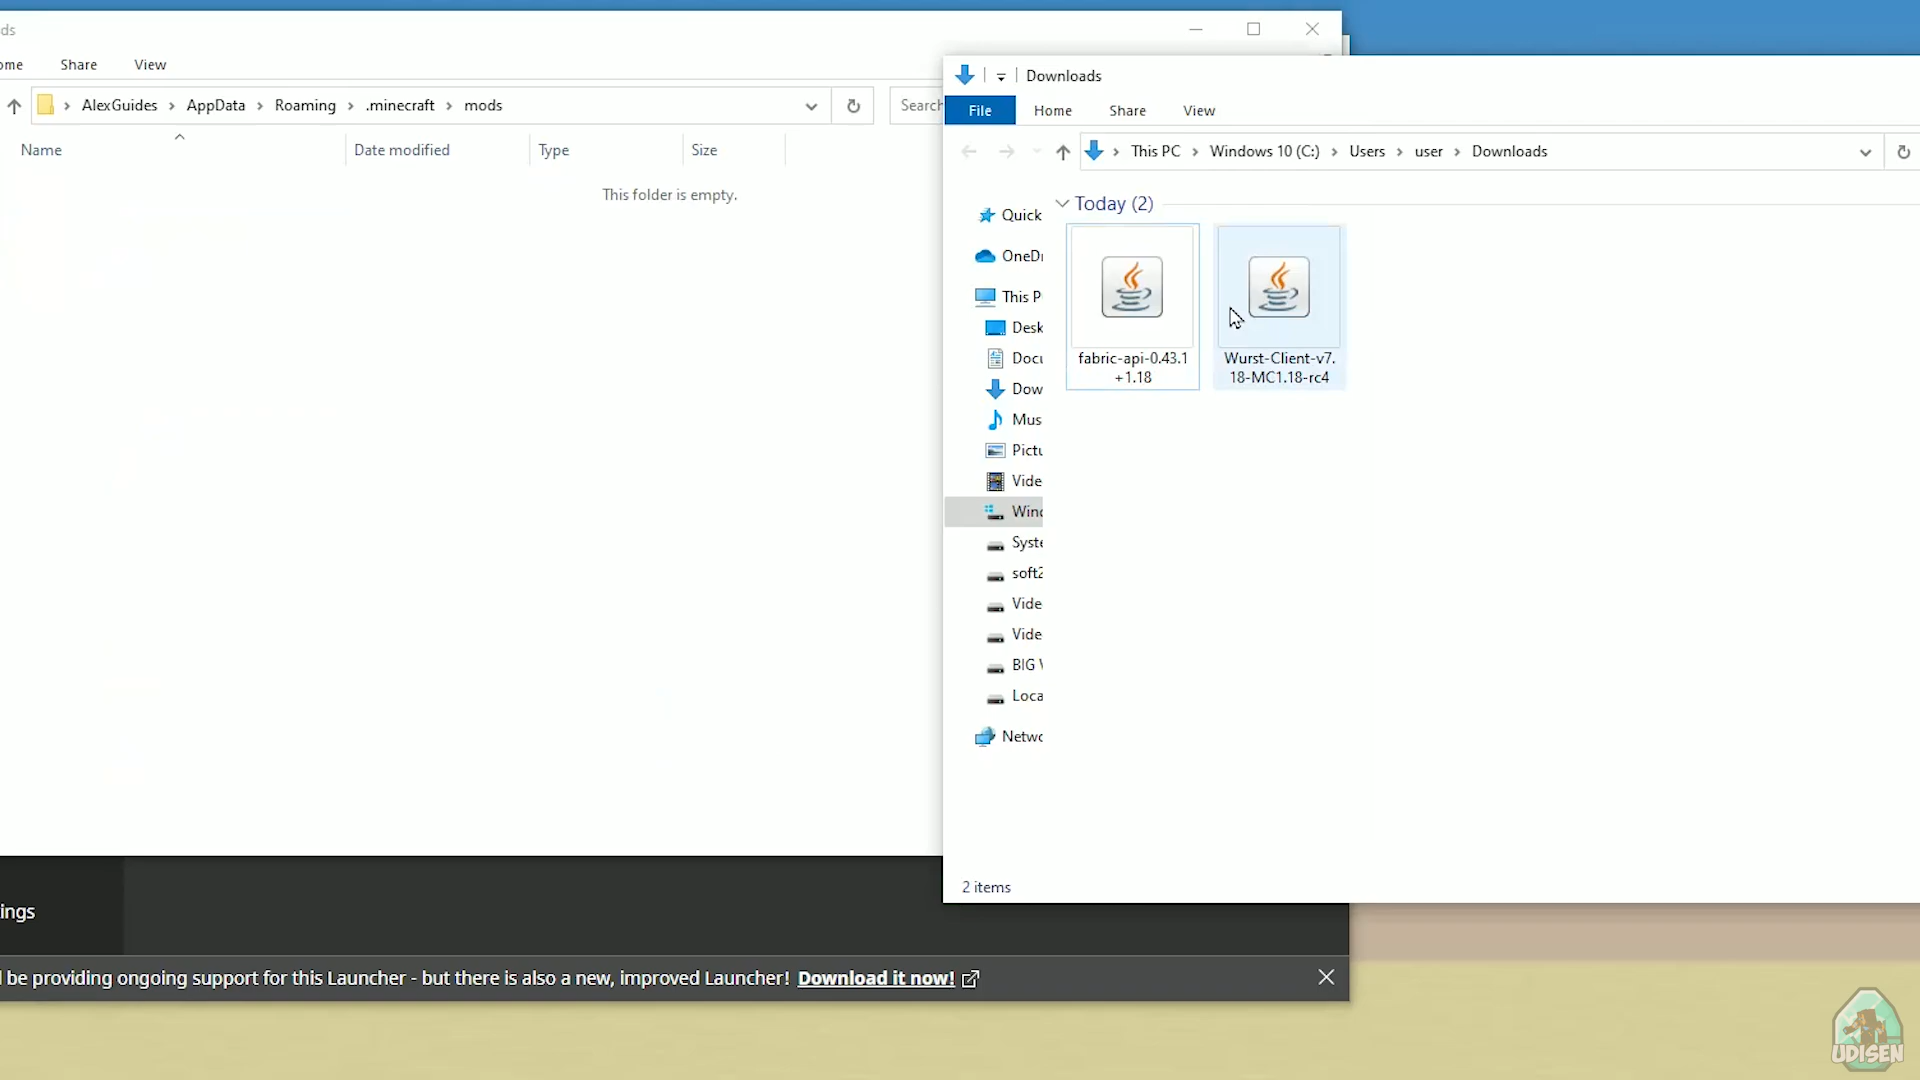 ds
ome Share View
AlexGuides AppData Roaming .minecraft mods
Search
Name Date modified Type Size
This folder is empty.
Downloads
File Home Share View
This PC Windows 10 (C:) Users user Downloads
Quick
OneDr
This P
Desk
Docu
Dow
Mus
Pictu
Vide
Wind
Syste
soft2
Vide
Vide
BIG V
Loca
Netwo
Today (2)
fabric-api-0.43.1
+1.18
Wurst-Client-v7.
18-MC1.18-rc4
2 items
ings
l be providing ongoing support for this Launcher - but there is also a new, improved Launcher! Download it now!
UDISEN